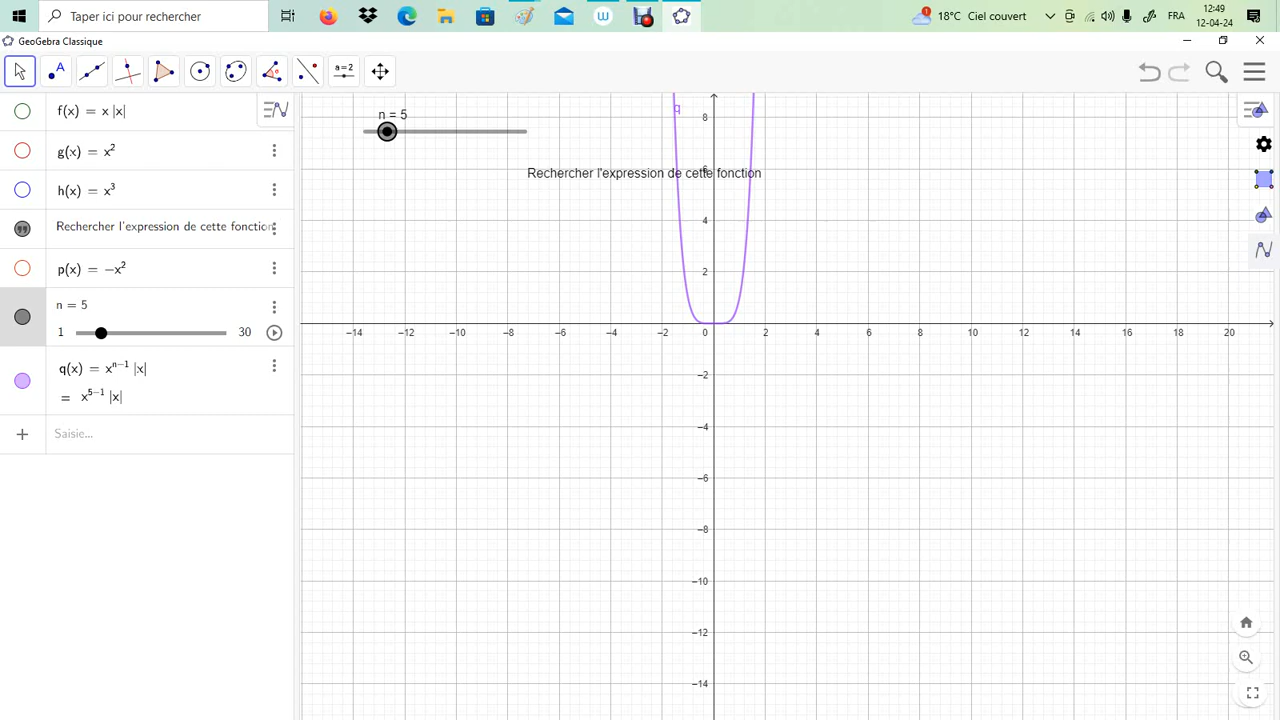 Taper ici pour rechercher
18°C Ciel couvert
FRA
12:49
12-04-24
GeoGebra Classique
a=2
f(x) = x |x|
g(x) = x²
h(x) = x³
Rechercher l'expression de cette fonction
p(x) = −x²
n = 5
1
30
q(x) = xⁿ⁻¹ |x|
= x⁵⁻¹ |x|
Saisie...
n = 5
q
Rechercher l'expression de cette fonction
8
6
4
2
−14 −12 −10 −8 −6 −4 −2 0 2 4 6 8 10 12 14 16 18 20
−2
−4
−6
−8
−10
−12
−14